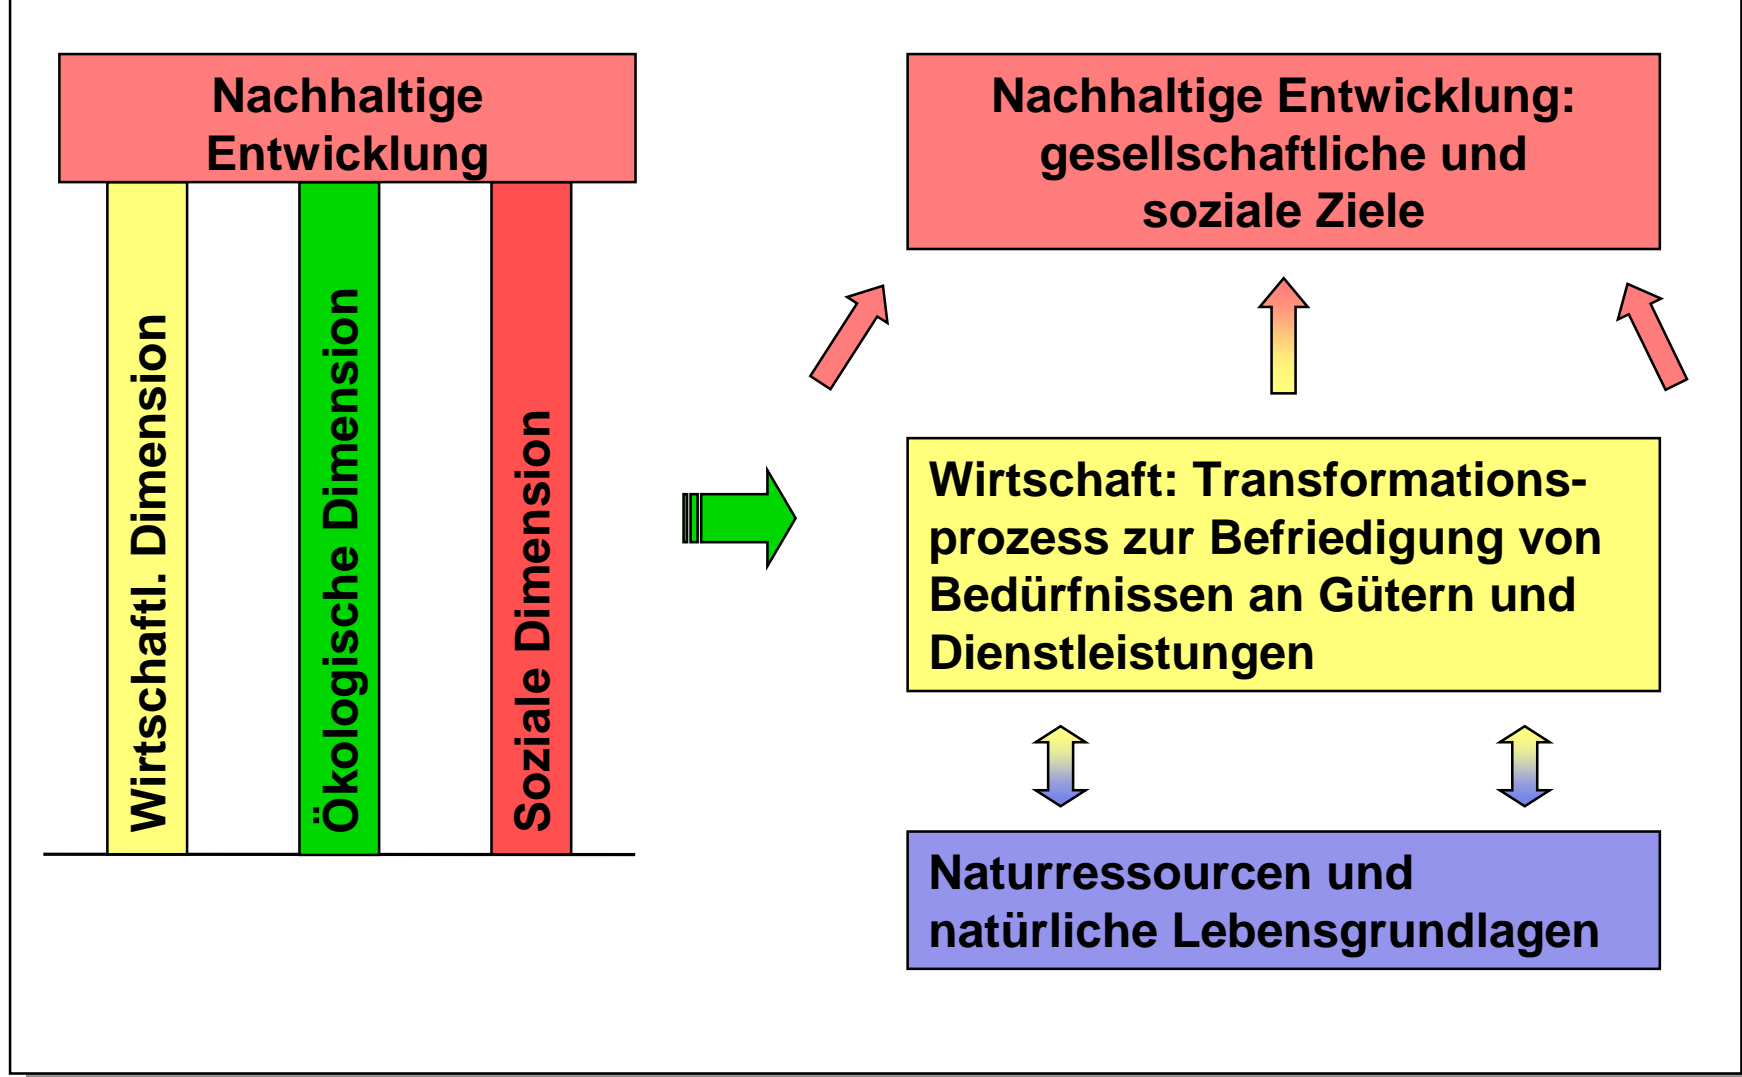 Nachhaltige
Entwicklung
Wirtschaftl. Dimension
Ökologische Dimension
Soziale Dimension
Nachhaltige Entwicklung:
gesellschaftliche und
soziale Ziele
Wirtschaft: Transformations-
prozess zur Befriedigung von
Bedürfnissen an Gütern und
Dienstleistungen
Naturressourcen und
natürliche Lebensgrundlagen